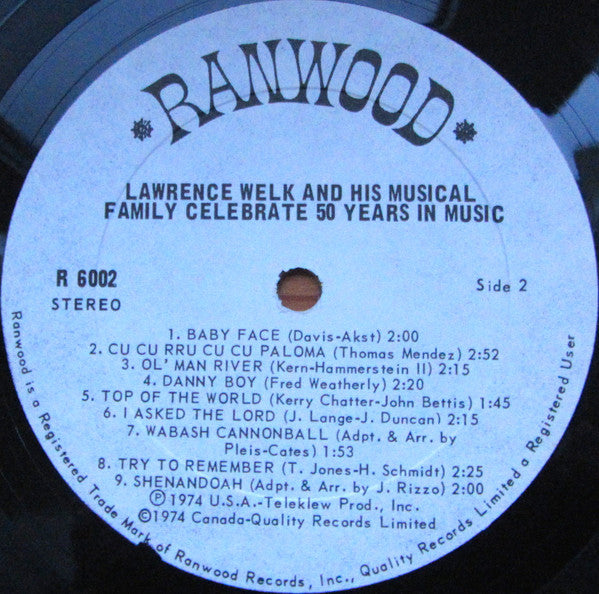 RANWOOD
LAWRENCE WELK AND HIS MUSICAL
FAMILY CELEBRATE 50 YEARS IN MUSIC
R 6002
STEREO
Side 2
1. BABY FACE (Davis-Akst) 2:00
2. CU CU RRU CU CU PALOMA (Thomas Mendez) 2:52
3. OL' MAN RIVER (Kern-Hammerstein II) 2:15
4. DANNY BOY (Fred Weatherly) 2:20
5. TOP OF THE WORLD (Kerry Chatter-John Bettis) 1:45
6. I ASKED THE LORD (J. Lange-J. Duncan) 2:15
7. WABASH CANNONBALL (Adpt. & Arr. by
Pleis-Cates) 1:53
8. TRY TO REMEMBER (T. Jones-H. Schmidt) 2:25
9. SHENANDOAH (Adpt. & Arr. by J. Rizzo) 2:00
Ⓟ1974 U.S.A.-Teleklew Prod., Inc.
©1974 Canada-Quality Records Limited
Ranwood is a Registered Trade Mark of Ranwood Records, Inc., Quality Records Limited a Registered User